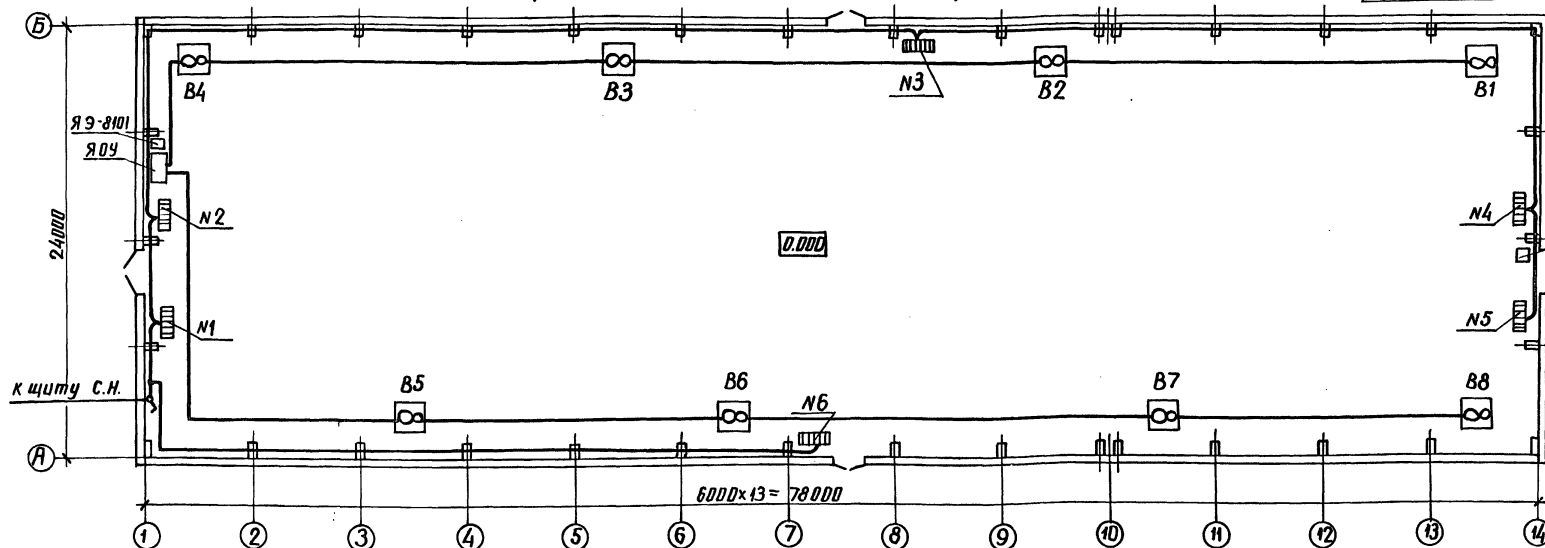 Б
В4
В3
N3
В2
В1
ЯЭ-8101
ЯОУ
N2
N4
24000
0.000
N1
N5
к щиту С.Н.
В5
В6
N6
В7
В8
А
6000х13= 78000
1 2 3 4 5 6 7 8 9 10 11 12 13 14